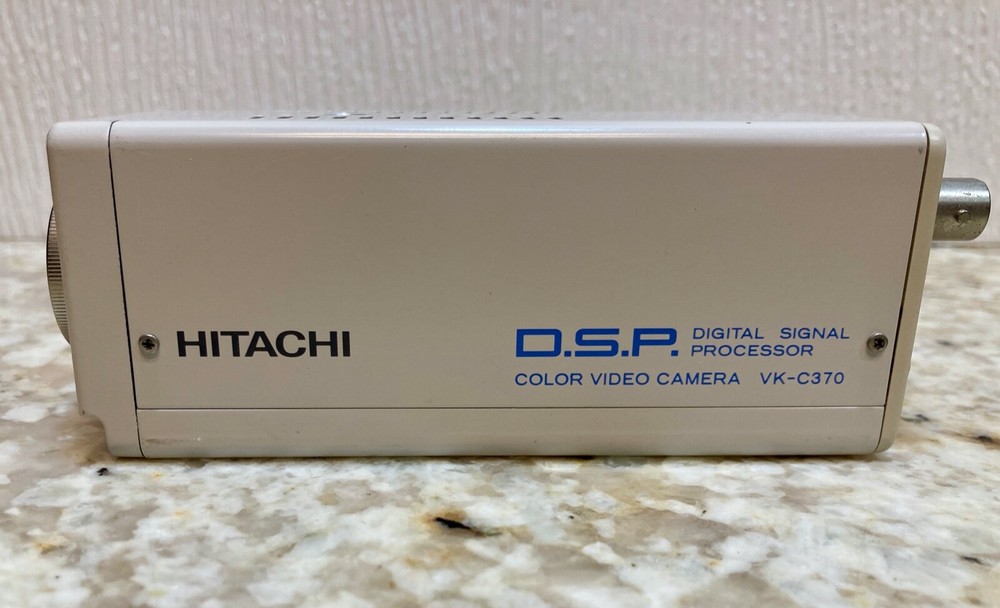 HITACHI
D.S.P. DIGITAL SIGNAL
PROCESSOR
COLOR VIDEO CAMERA VK-C370